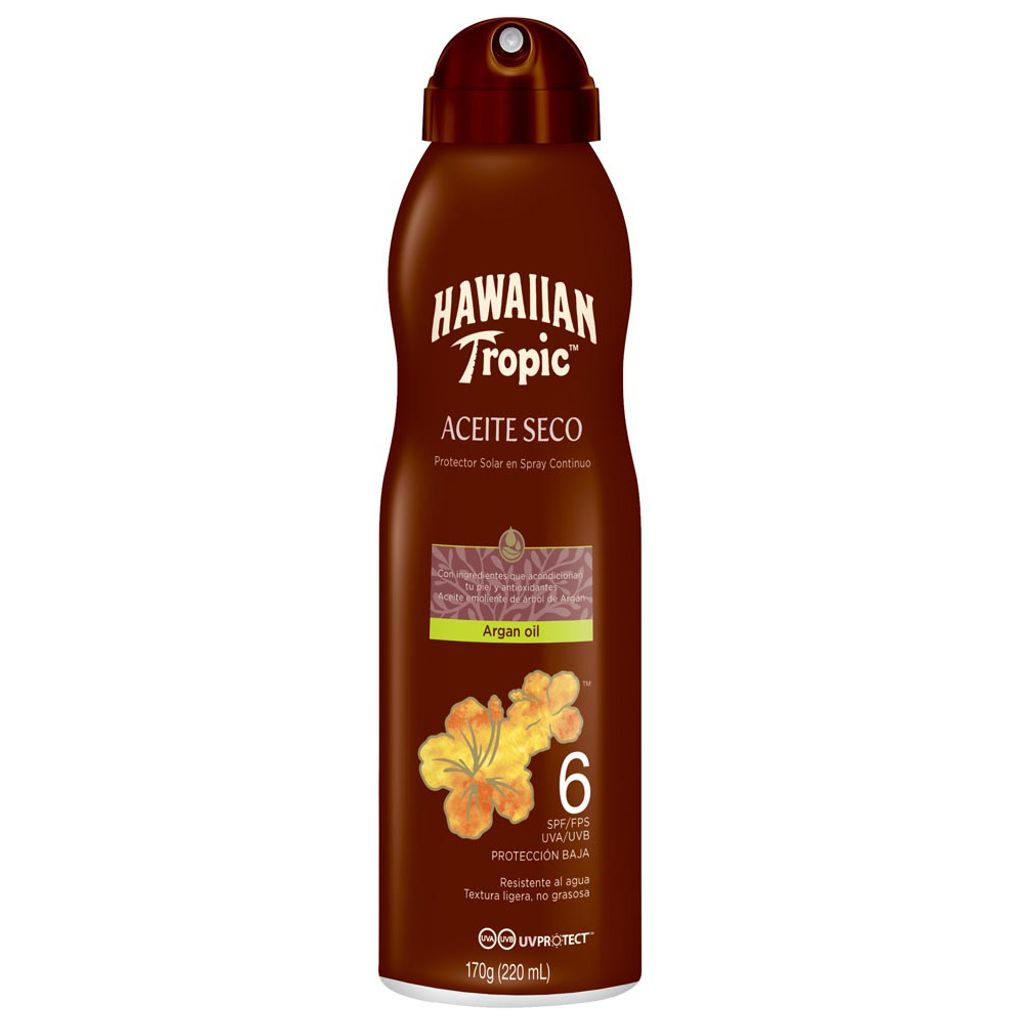 HAWAIIAN
Tropic™
ACEITE SECO
Protector Solar en Spray Continuo
Con ingredientes que acondicionan
tu piel y antioxidantes
Aceite emoliente de árbol de Argán
Argan oil
™
6
SPF/FPS
UVA/UVB
PROTECCIÓN BAJA
Resistente al agua
Textura ligera, no grasosa
UVA UVB UVPROTECT™
170g (220 mL)